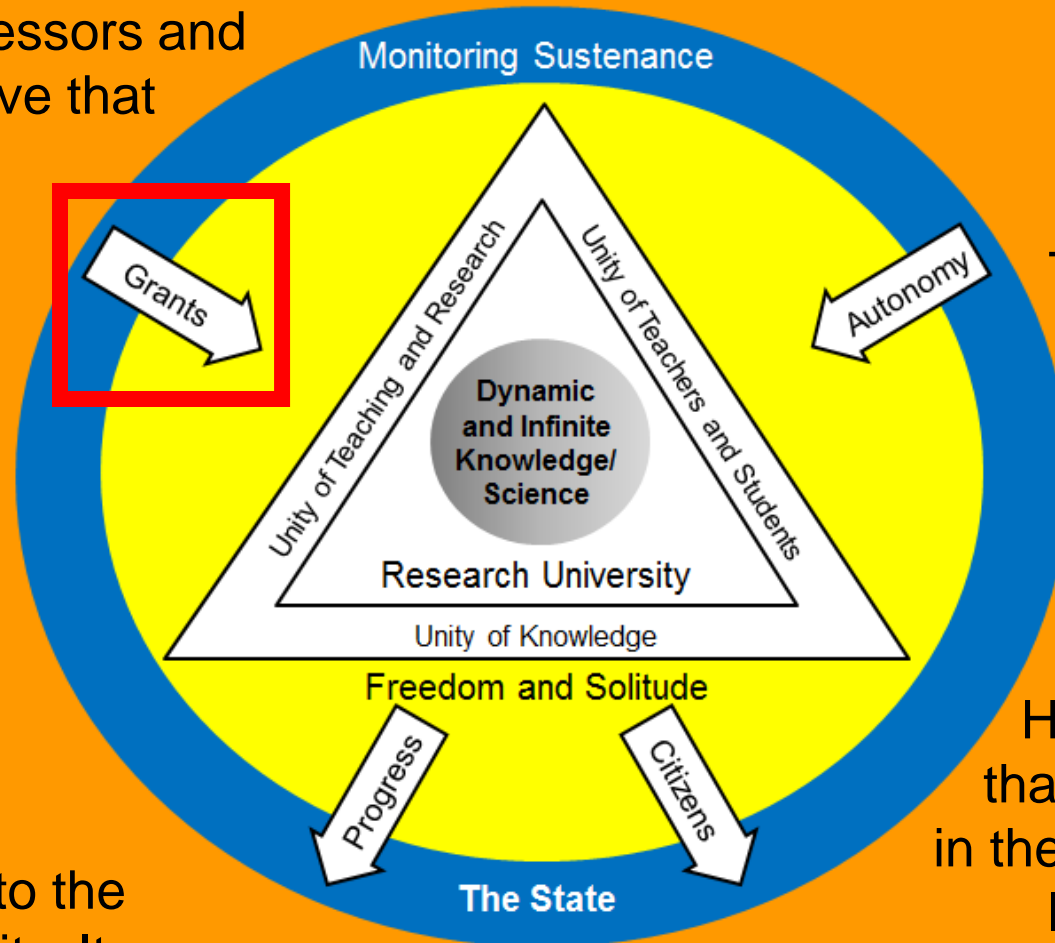 essors and
ve that
Monitoring Sustenance
Grants
Autonomy
Unity of Teaching and Research
Unity of Teachers and Students
Dynamic
and Infinite
Knowledge/
Science
Research University
Unity of Knowledge
Freedom and Solitude
Progress
Citizens
The State
tha
in the
to the